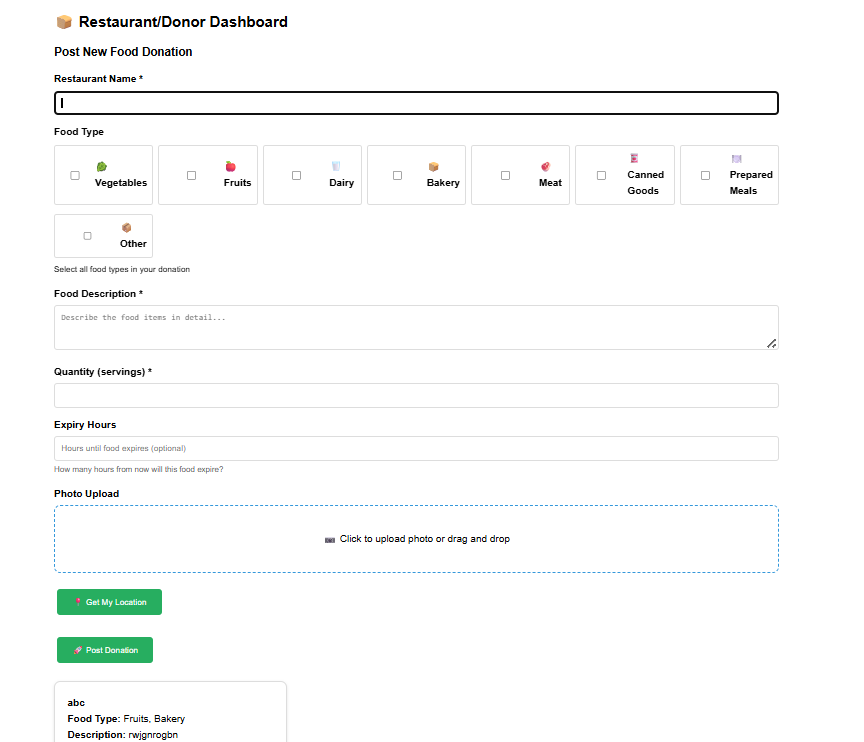 Restaurant/Donor Dashboard
Post New Food Donation
Restaurant Name *
Food Type
Vegetables
Fruits
Dairy
Bakery
Meat
Canned Goods
Prepared Meals
Other
Select all food types in your donation
Food Description *
Describe the food items in detail...
Quantity (servings) *
Expiry Hours
Hours until food expires (optional)
How many hours from now will this food expire?
Photo Upload
Click to upload photo or drag and drop
Get My Location
Post Donation
abc
Food Type: Fruits, Bakery
Description: rwjgnrogbn